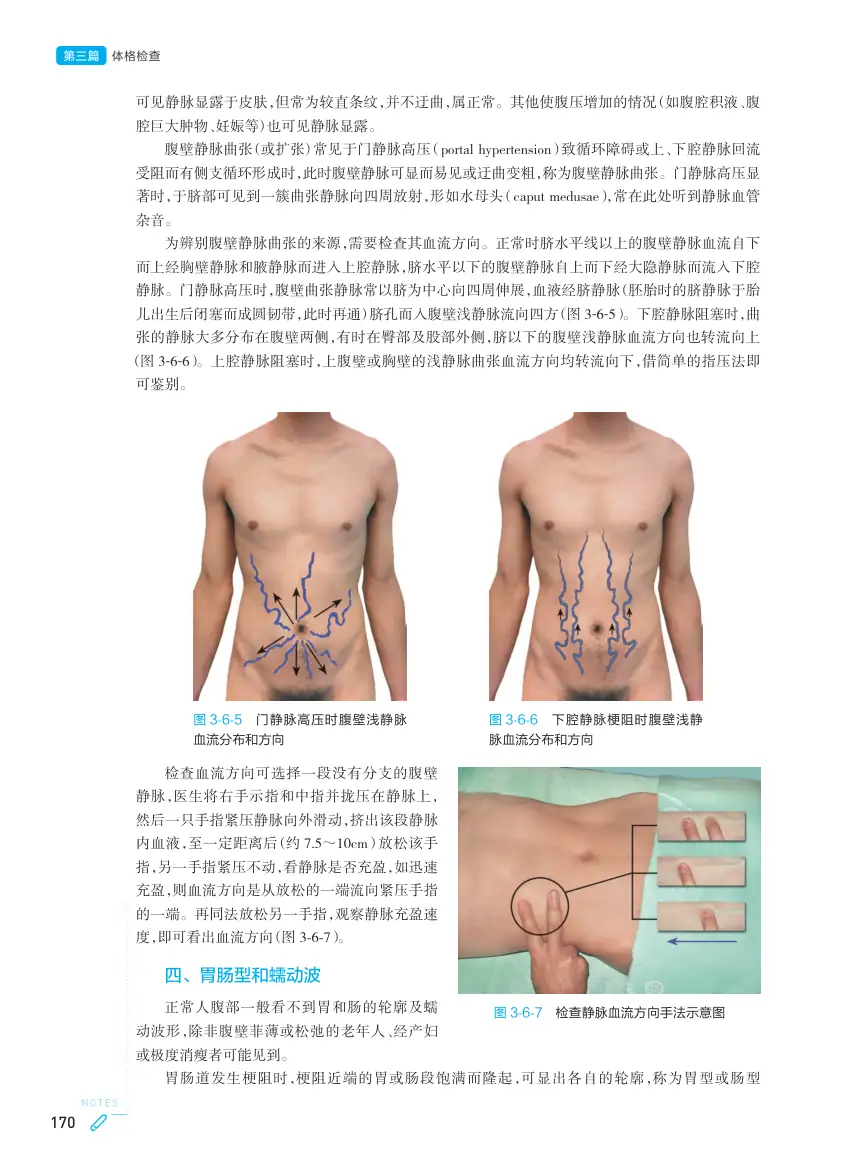 第三篇 体格检查
可见静脉显露于皮肤,但常为较直条纹,并不迂曲,属正常。其他使腹压增加的情况(如腹腔积液、腹
腔巨大肿物、妊娠等)也可见静脉显露。
腹壁静脉曲张(或扩张)常见于门静脉高压(portal hypertension)致循环障碍或上、下腔静脉回流
受阻而有侧支循环形成时,此时腹壁静脉可显而易见或迂曲变粗,称为腹壁静脉曲张。门静脉高压显
著时,于脐部可见到一簇曲张静脉向四周放射,形如水母头(caput medusae),常在此处听到静脉血管
杂音。
为辨别腹壁静脉曲张的来源,需要检查其血流方向。正常时脐水平线以上的腹壁静脉血流自下
而上经胸壁静脉和腋静脉而进入上腔静脉,脐水平以下的腹壁静脉自上而下经大隐静脉而流入下腔
静脉。门静脉高压时,腹壁曲张静脉常以脐为中心向四周伸展,血液经脐静脉(胚胎时的脐静脉于胎
儿出生后闭塞而成圆韧带,此时再通)脐孔而入腹壁浅静脉流向四方(图 3-6-5)。下腔静脉阻塞时,曲
张的静脉大多分布在腹壁两侧,有时在臀部及股部外侧,脐以下的腹壁浅静脉血流方向也转流向上
(图 3-6-6)。上腔静脉阻塞时,上腹壁或胸壁的浅静脉曲张血流方向均转流向下,借简单的指压法即
可鉴别。
图 3-6-5 门静脉高压时腹壁浅静脉
血流分布和方向
图 3-6-6 下腔静脉梗阻时腹壁浅静
脉血流分布和方向
检查血流方向可选择一段没有分支的腹壁
静脉,医生将右手示指和中指并拢压在静脉上,
然后一只手指紧压静脉向外滑动,挤出该段静脉
内血液,至一定距离后(约 7.5～10cm)放松该手
指,另一手指紧压不动,看静脉是否充盈,如迅速
充盈,则血流方向是从放松的一端流向紧压手指
的一端。再同法放松另一手指,观察静脉充盈速
度,即可看出血流方向(图 3-6-7)。
图 3-6-7 检查静脉血流方向手法示意图
四、胃肠型和蠕动波
正常人腹部一般看不到胃和肠的轮廓及蠕
动波形,除非腹壁菲薄或松弛的老年人、经产妇
或极度消瘦者可能见到。
胃肠道发生梗阻时,梗阻近端的胃或肠段饱满而隆起,可显出各自的轮廓,称为胃型或肠型
NOTES
170